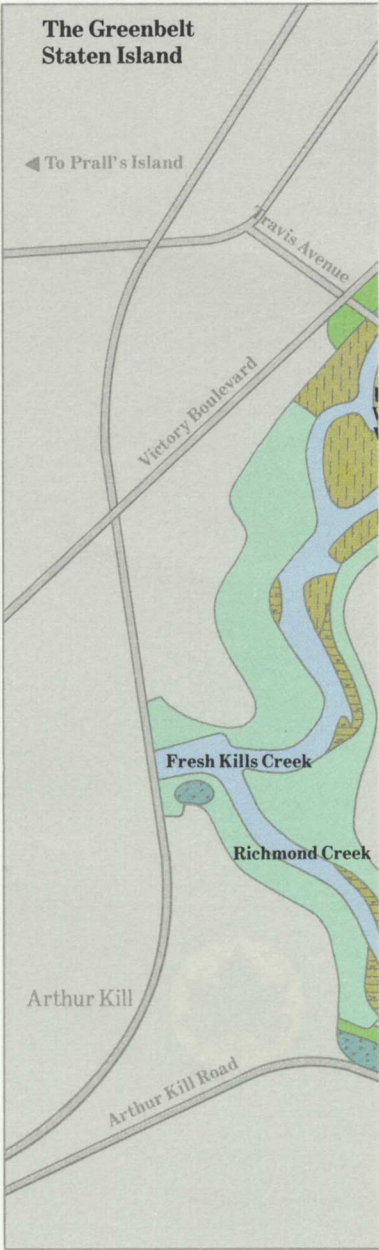 The Greenbelt
Staten Island
To Prall's Island
Travis Avenue
Victory Boulevard
Fresh Kills Creek
Richmond Creek
Arthur Kill
Arthur Kill Road